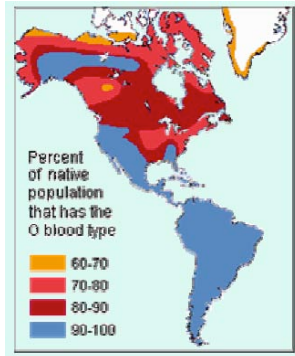 Percent
of native
population
that has the
O blood type
60-70
70-80
80-90
90-100